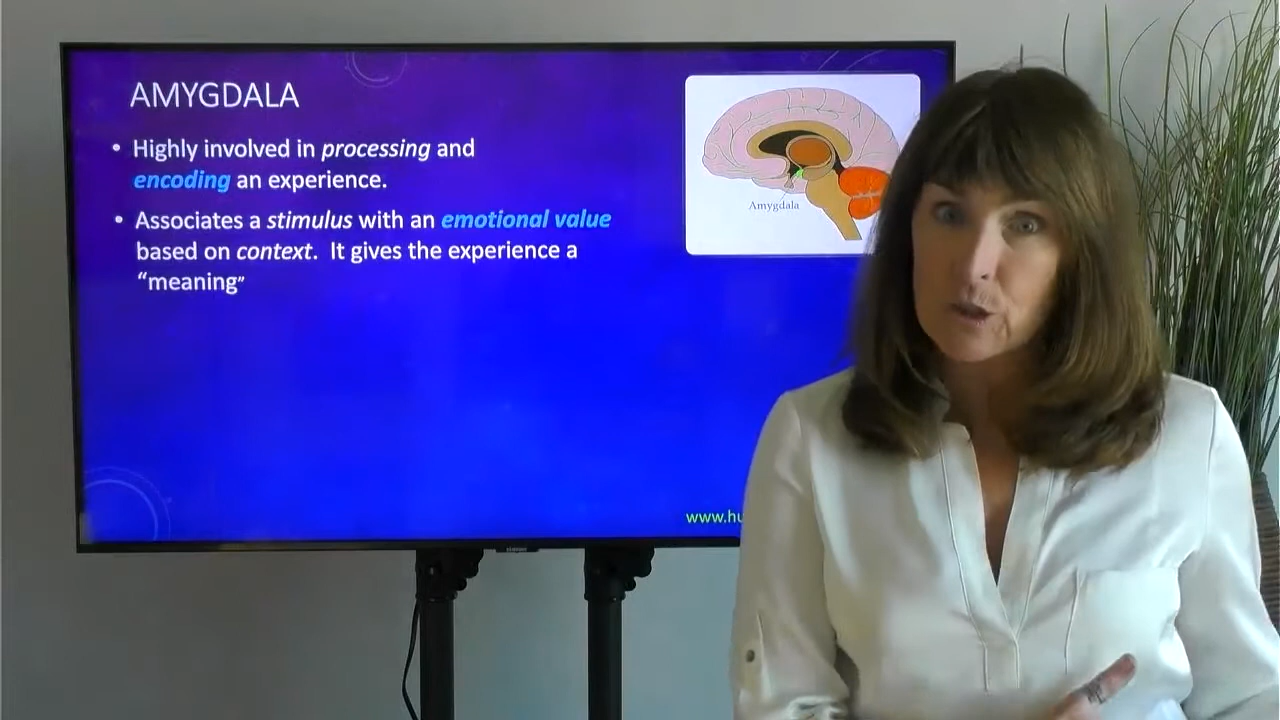 AMYGDALA
• Highly involved in processing and
encoding an experience.
• Associates a stimulus with an emotional value
based on context. It gives the experience a
“meaning”
Amygdala
www.hu